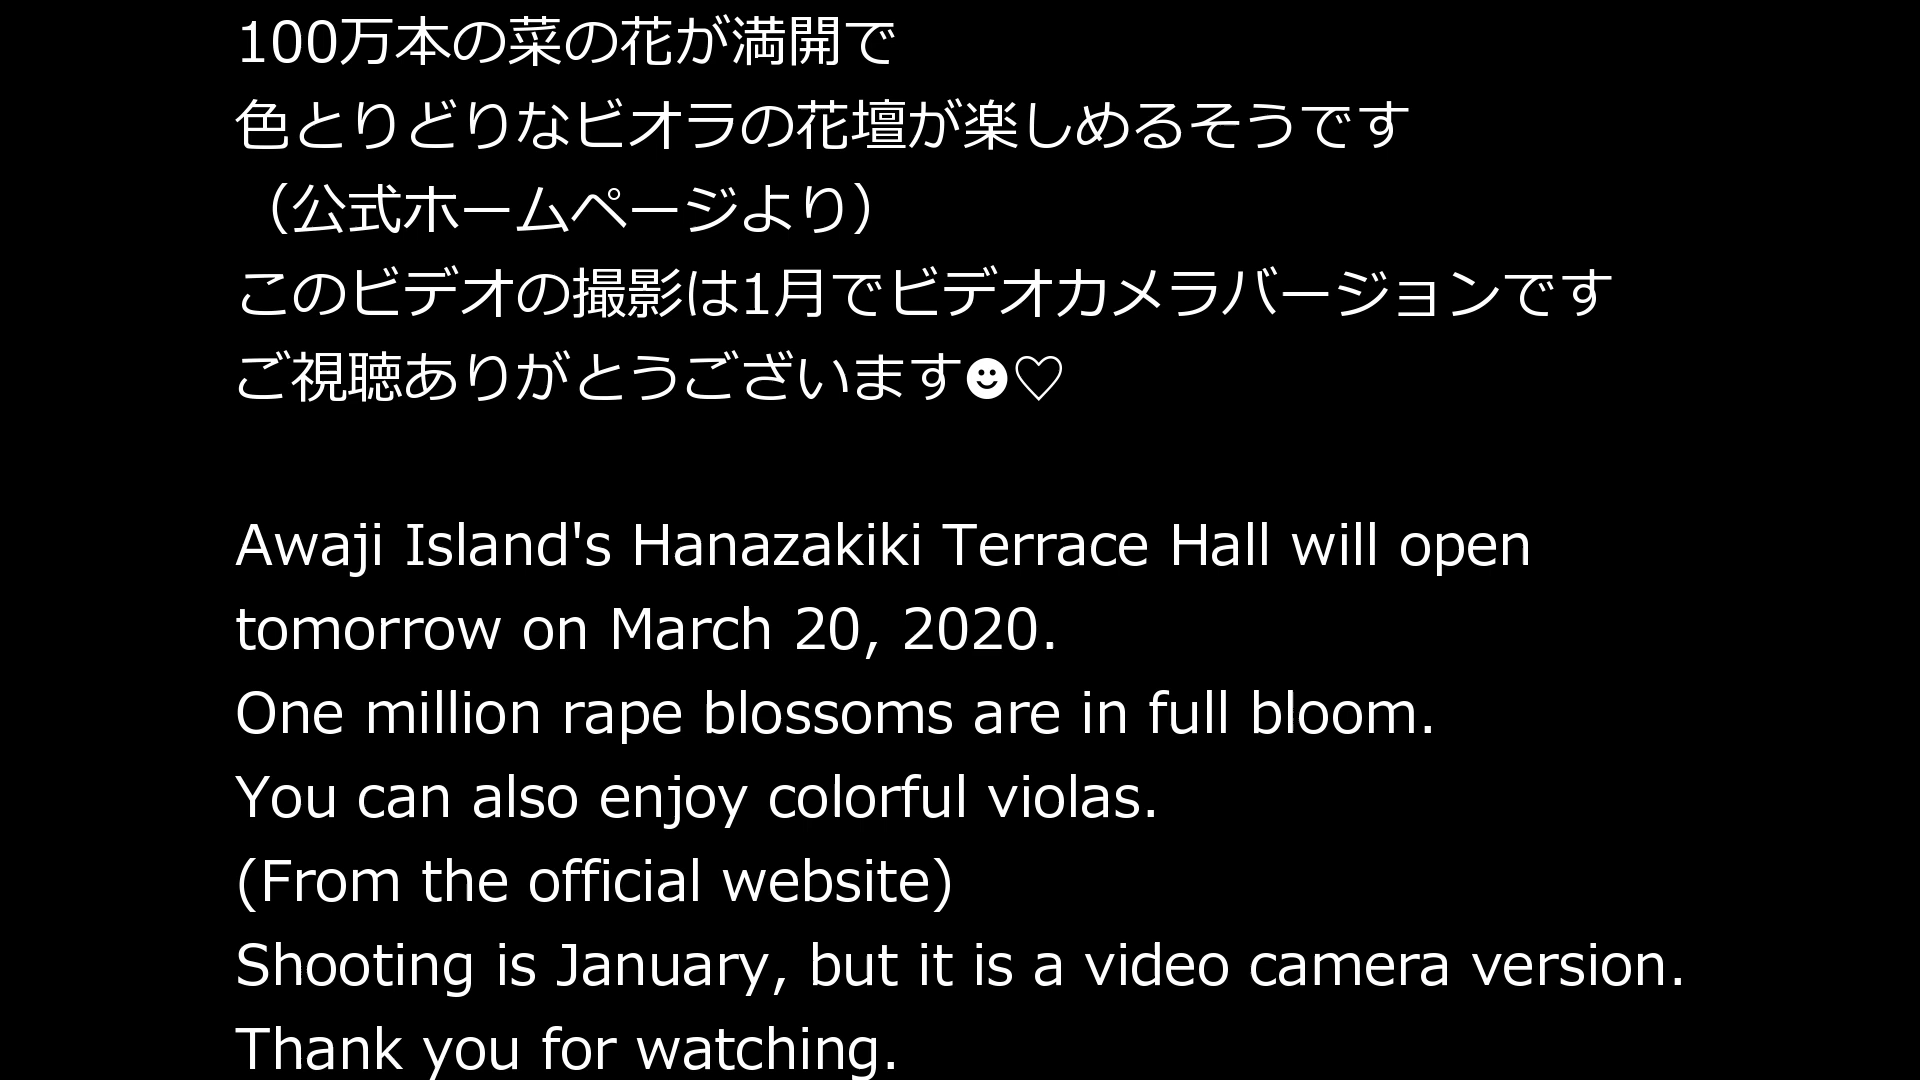 100万本の菜の花が満開で
色とりどりなビオラの花壇が楽しめるそうです
（公式ホームページより）
このビデオの撮影は1月でビデオカメラバージョンです
ご視聴ありがとうございます☻♡
Awaji Island's Hanazakiki Terrace Hall will open
tomorrow on March 20, 2020.
One million rape blossoms are in full bloom.
You can also enjoy colorful violas.
(From the official website)
Shooting is January, but it is a video camera version.
Thank you for watching.